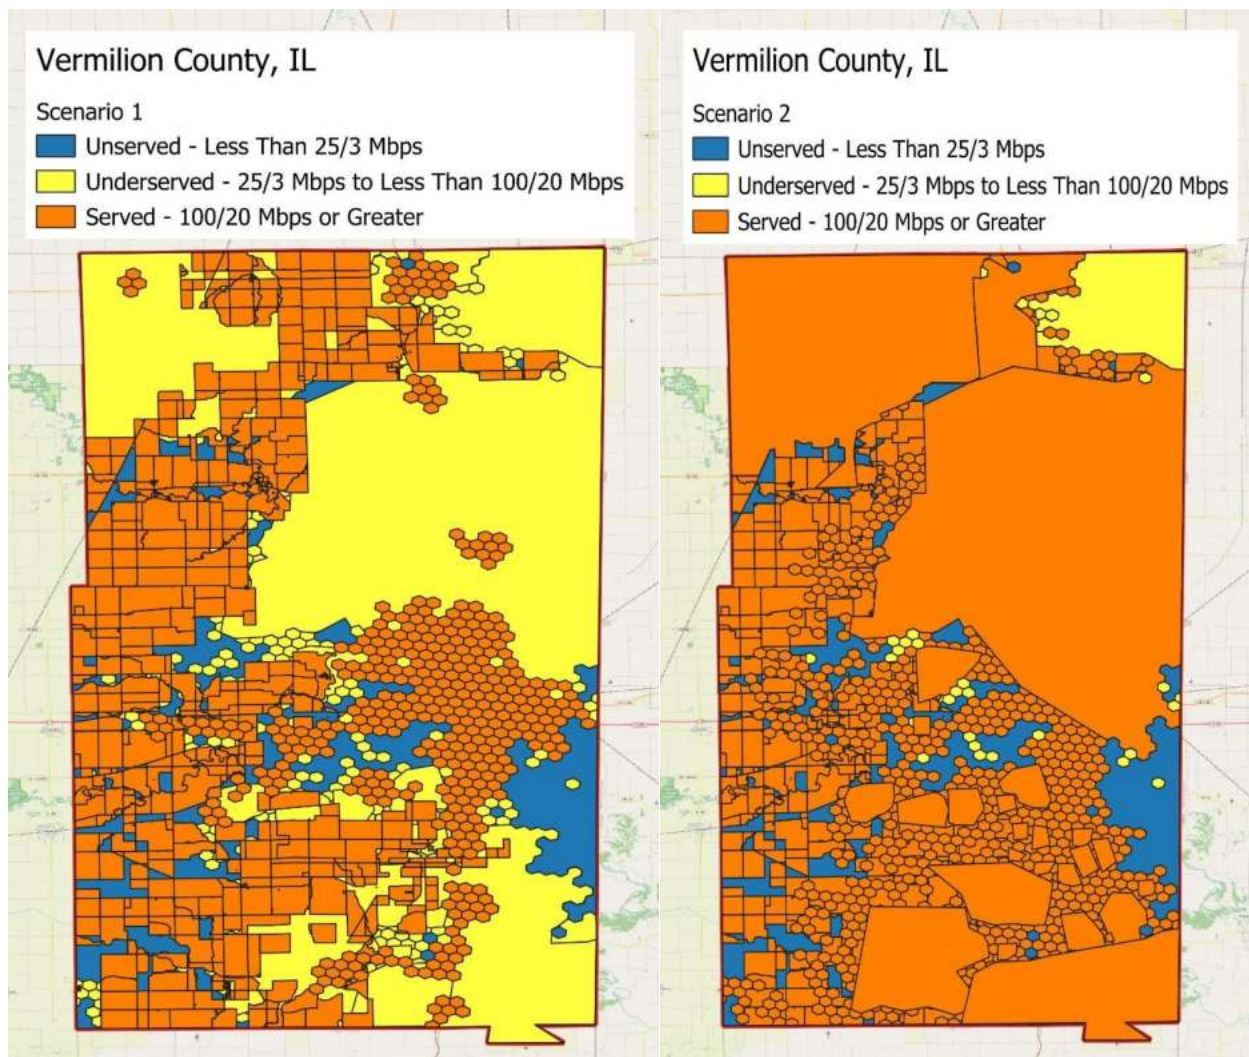 Vermilion County, IL
Scenario 1
Unserved - Less Than 25/3 Mbps
Underserved - 25/3 Mbps to Less Than 100/20 Mbps
Served - 100/20 Mbps or Greater
Vermilion County, IL
Scenario 2
Unserved - Less Than 25/3 Mbps
Underserved - 25/3 Mbps to Less Than 100/20 Mbps
Served - 100/20 Mbps or Greater